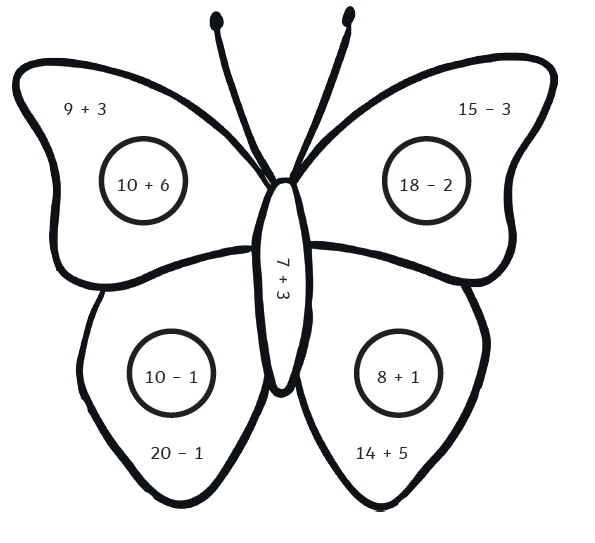 9 + 3
15 – 3
10 + 6
18 – 2
7 + 3
10 – 1
8 + 1
20 – 1
14 + 5